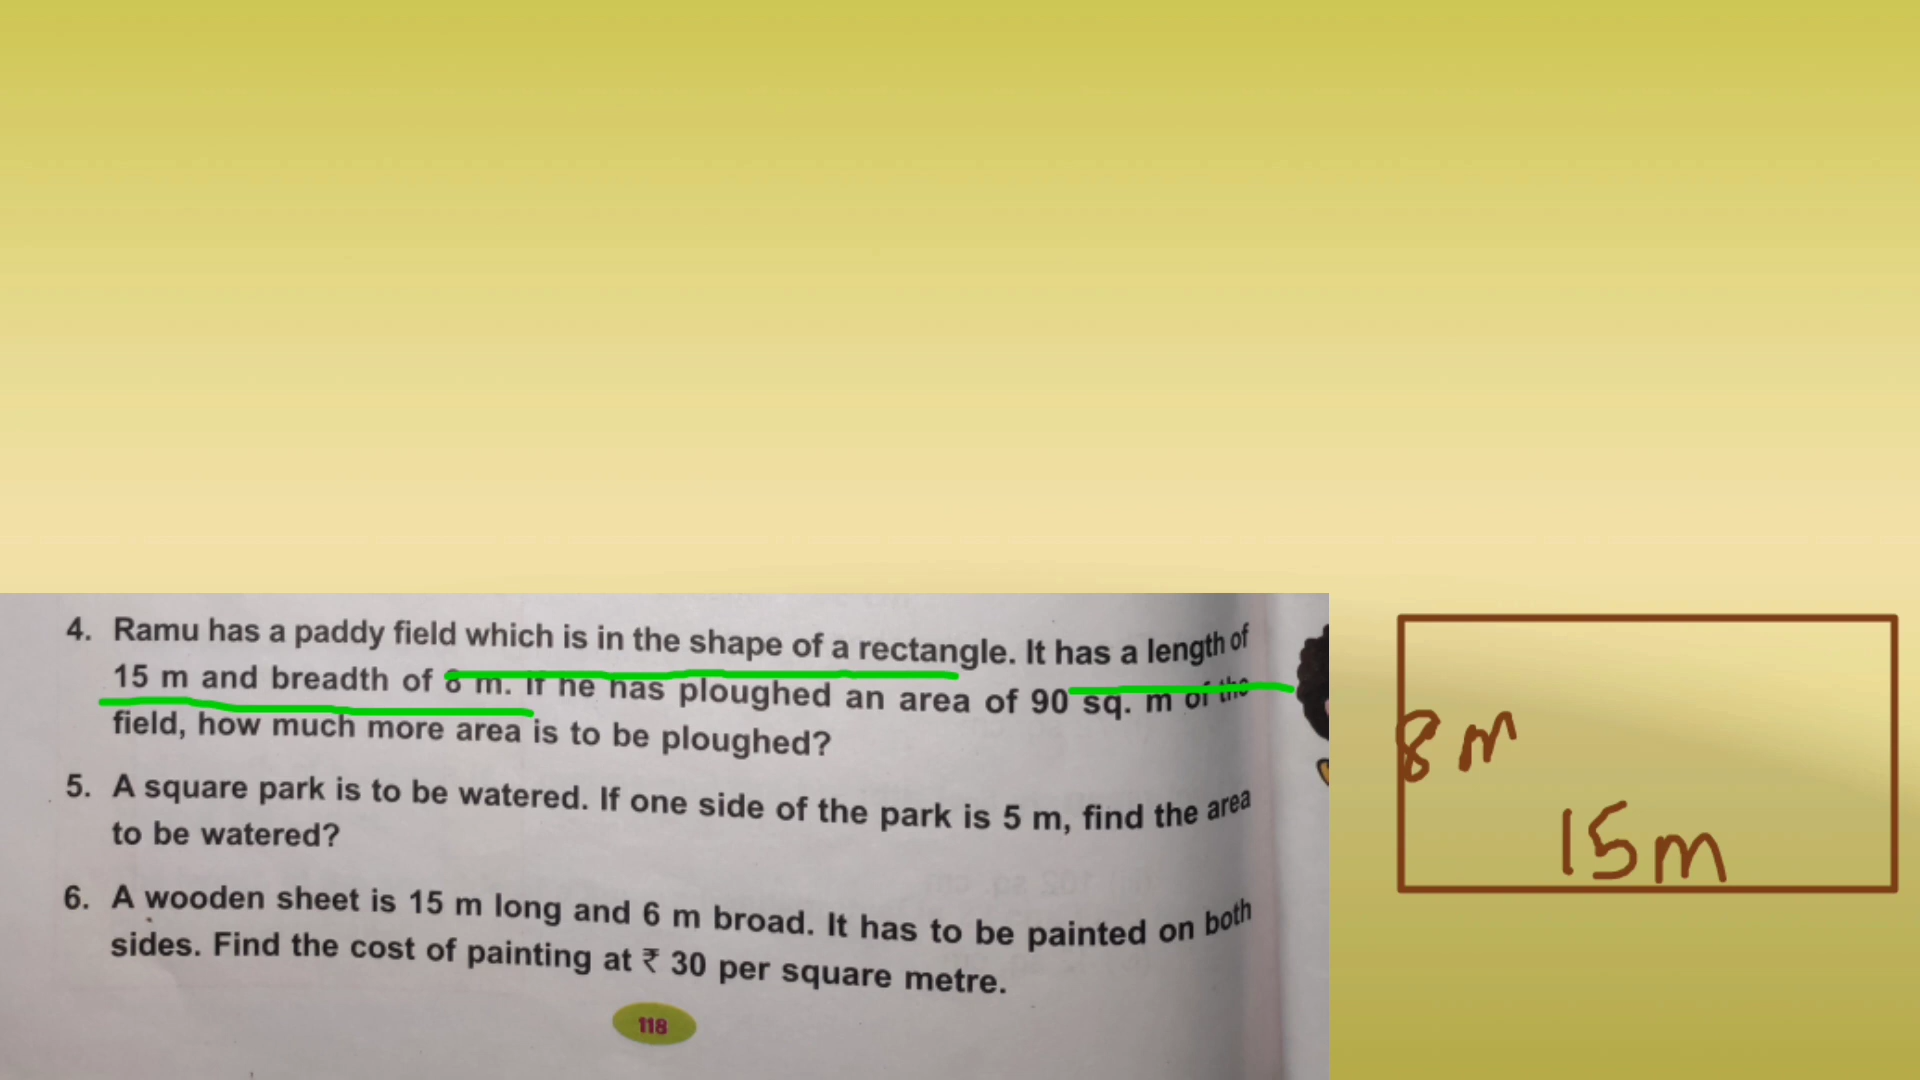 4. Ramu has a paddy field which is in the shape of a rectangle. It has a length of
15 m and breadth of 8 m. If he has ploughed an area of 90 sq. m of the
field, how much more area is to be ploughed?
5. A square park is to be watered. If one side of the park is 5 m, find the area
to be watered?
6. A wooden sheet is 15 m long and 6 m broad. It has to be painted on both
sides. Find the cost of painting at ₹ 30 per square metre.
118
8 m
15m